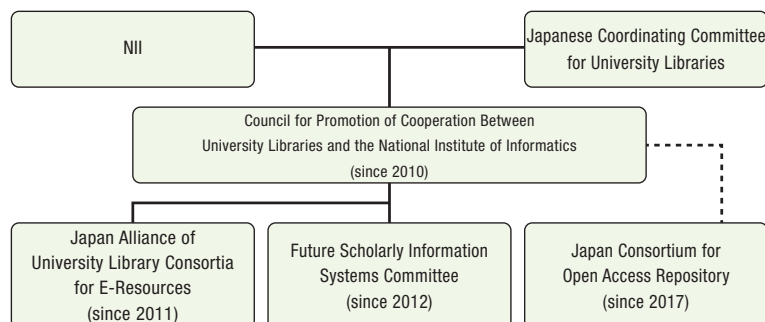 NII
Japanese Coordinating Committee
for University Libraries
Council for Promotion of Cooperation Between
University Libraries and the National Institute of Informatics
(since 2010)
Japan Alliance of
University Library Consortia
for E-Resources
(since 2011)
Future Scholarly Information
Systems Committee
(since 2012)
Japan Consortium for
Open Access Repository
(since 2017)